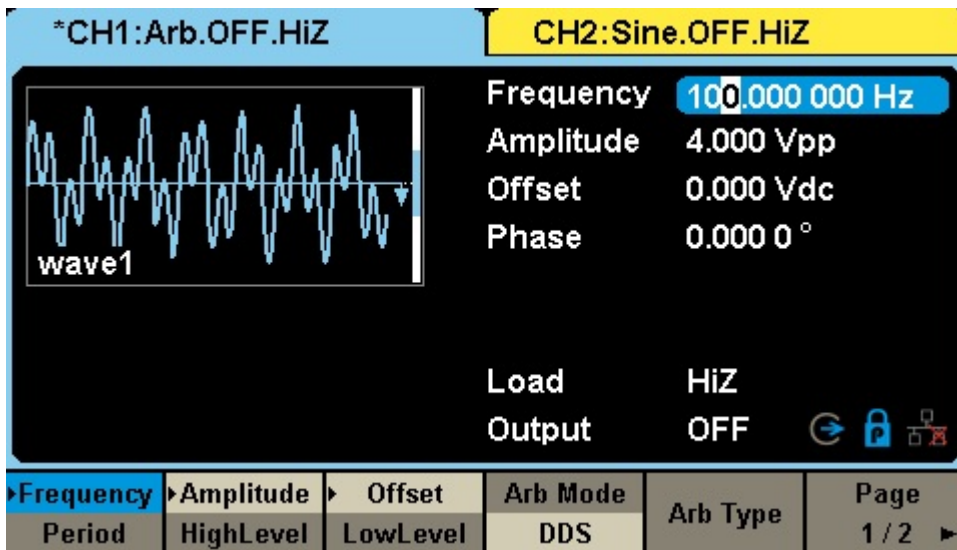 *CH1:Arb.OFF.HiZ
CH2:Sine.OFF.HiZ
Frequency 100.000 000 Hz
Amplitude 4.000 Vpp
Offset 0.000 Vdc
Phase 0.000 0 °
wave1
Load HiZ
Output OFF
P
Frequency Amplitude Offset Arb Mode Arb Type Page
Period HighLevel LowLevel DDS 1 / 2